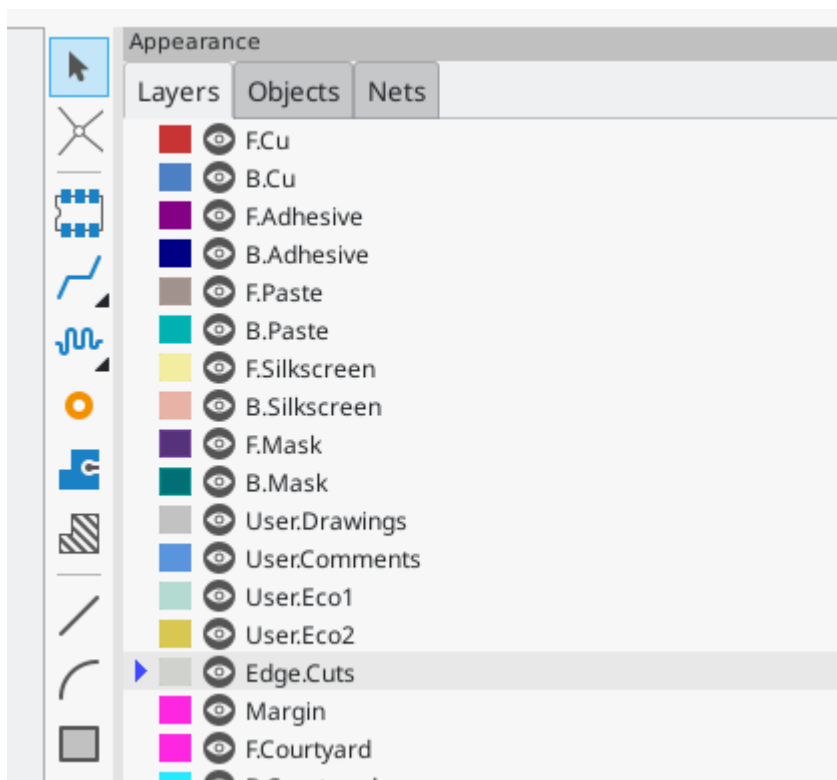 Appearance
Layers Objects Nets
F.Cu
B.Cu
F.Adhesive
B.Adhesive
F.Paste
B.Paste
F.Silkscreen
B.Silkscreen
F.Mask
B.Mask
User.Drawings
User.Comments
User.Eco1
User.Eco2
Edge.Cuts
Margin
F.Courtyard